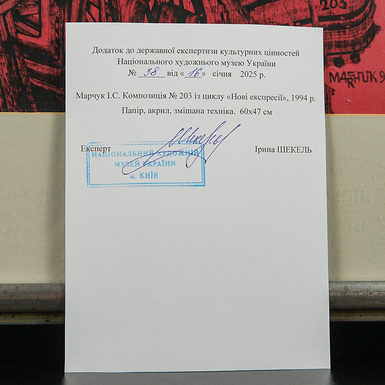 203
МАРЧУК 9
Додаток до державної експертизи культурних цінностей
Національного художнього музею України
№ 98 від « 16 » січня 2025 р.
Марчук І.С. Композиція № 203 із циклу «Нові експресії», 1994 р.
Папір, акрил, змішана техніка. 60х47 см
Експерт Ірина ШЕКЕЛЬ
НАЦІОНАЛЬНИЙ ХУДОЖНІЙ
МУЗЕЙ УКРАЇНИ
м. КИЇВ